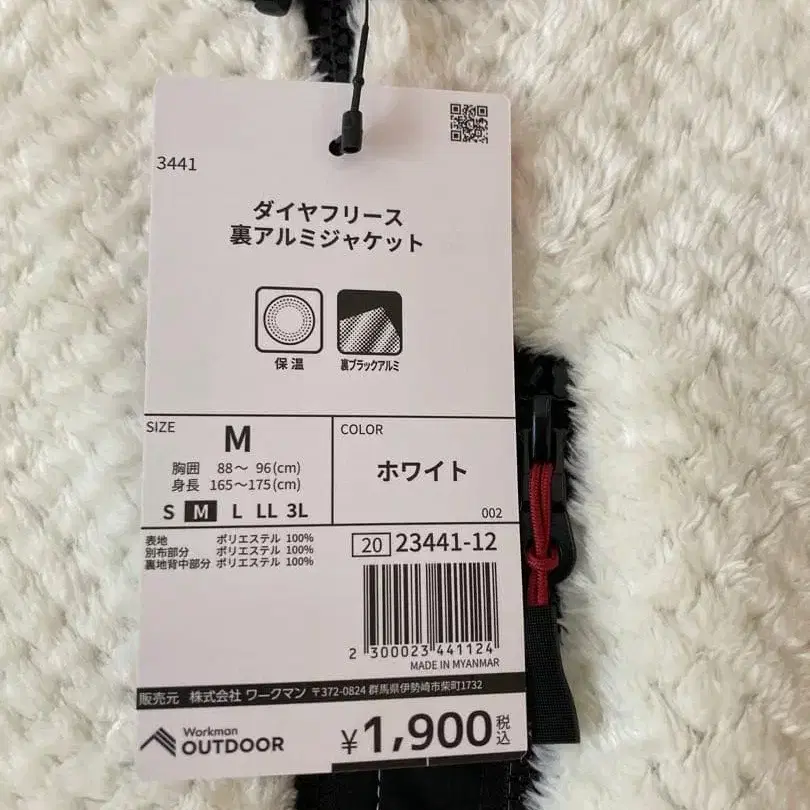 3441
ダイヤフリース
裏アルミジャケット
保温
裏ブラックアルミ
SIZE
M
胸囲 88～ 96(cm)
身長 165～175(cm)
S M L LL 3L
COLOR
ホワイト
002
表地 ポリエステル 100%
別布部分 ポリエステル 100%
裏地背中部分 ポリエステル 100%
20 23441-12
2 300023 441124
MADE IN MYANMAR
販売元 株式会社 ワークマン 〒372-0824 群馬県伊勢崎市柴町1732
Workman
OUTDOOR
¥1,900税込